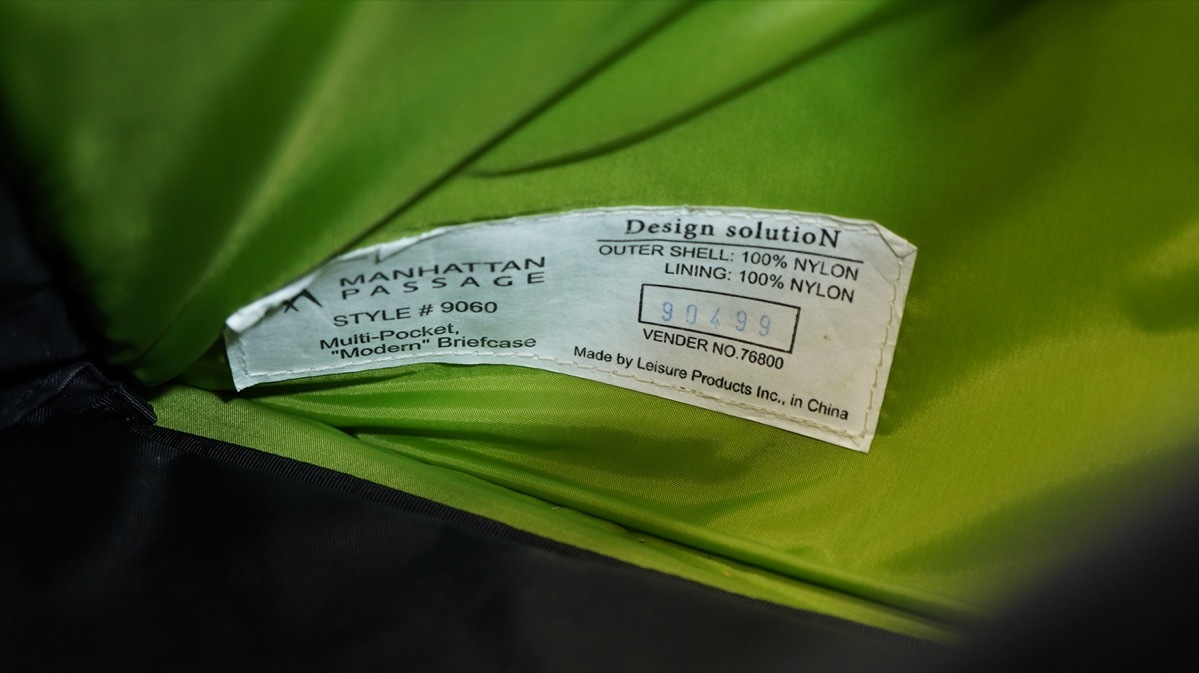 MANHATTAN
PASSAGE
STYLE # 9060
Multi-Pocket,
"Modern" Briefcase
Design solutioN
OUTER SHELL: 100% NYLON
LINING: 100% NYLON
90499
VENDER NO.76800
Made by Leisure Products Inc., in China